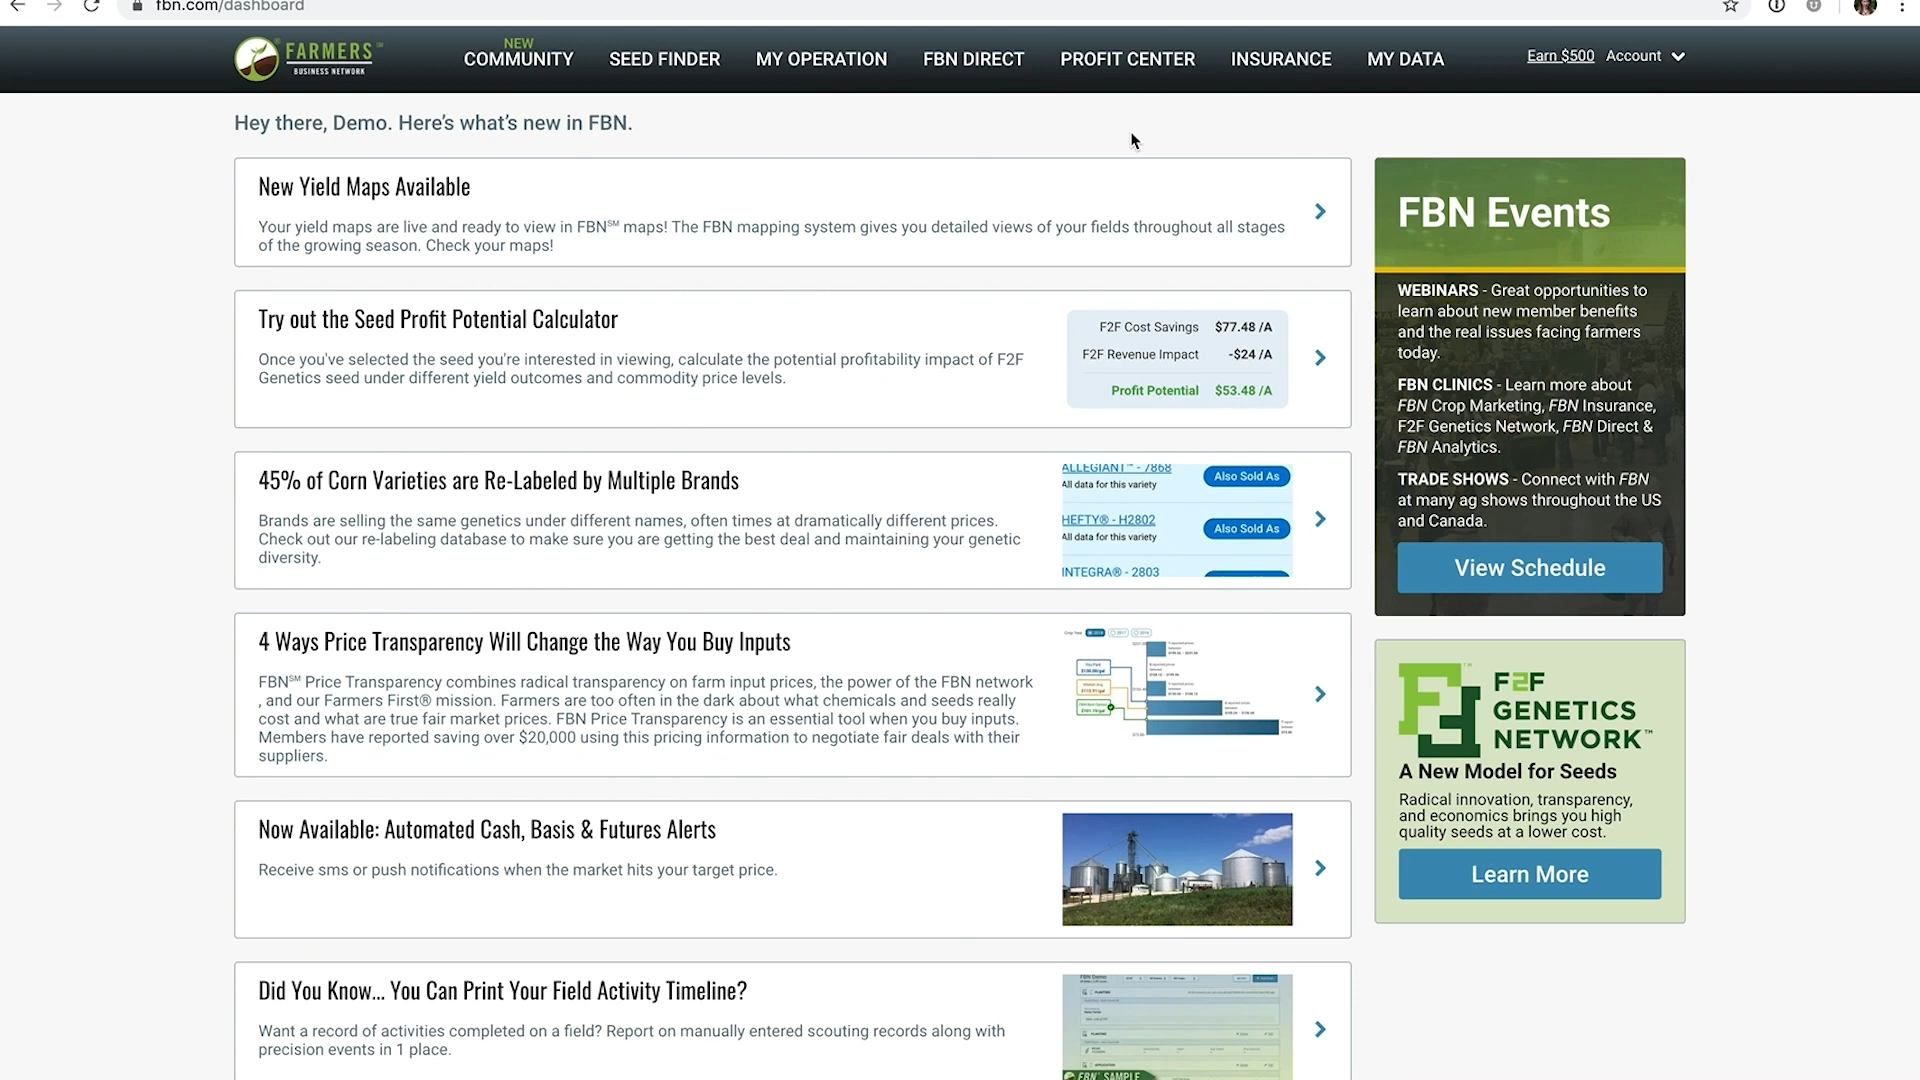 fbn.com/dashboard
FARMERS
BUSINESS NETWORK
NEW
COMMUNITY
SEED FINDER
MY OPERATION
FBN DIRECT
PROFIT CENTER
INSURANCE
MY DATA
Earn $500
Account
Hey there, Demo. Here's what's new in FBN.
New Yield Maps Available
Your yield maps are live and ready to view in FBN℠ maps! The FBN mapping system gives you detailed views of your fields throughout all stages
of the growing season. Check your maps!
Try out the Seed Profit Potential Calculator
Once you've selected the seed you're interested in viewing, calculate the potential profitability impact of F2F
Genetics seed under different yield outcomes and commodity price levels.
F2F Cost Savings $77.48 /A
F2F Revenue Impact -$24 /A
Profit Potential $53.48 /A
45% of Corn Varieties are Re-Labeled by Multiple Brands
Brands are selling the same genetics under different names, often times at dramatically different prices.
Check out our re-labeling database to make sure you are getting the best deal and maintaining your genetic
diversity.
ALLEGIANT™ - 7868
All data for this variety
Also Sold As
HEFTY® - H2802
All data for this variety
Also Sold As
INTEGRA® - 2803
4 Ways Price Transparency Will Change the Way You Buy Inputs
FBN℠ Price Transparency combines radical transparency on farm input prices, the power of the FBN network
, and our Farmers First® mission. Farmers are too often in the dark about what chemicals and seeds really
cost and what are true fair market prices. FBN Price Transparency is an essential tool when you buy inputs.
Members have reported saving over $20,000 using this pricing information to negotiate fair deals with their
suppliers.
Now Available: Automated Cash, Basis & Futures Alerts
Receive sms or push notifications when the market hits your target price.
Did You Know... You Can Print Your Field Activity Timeline?
Want a record of activities completed on a field? Report on manually entered scouting records along with
precision events in 1 place.
FBN Demo
FBN® SAMPLE
FBN Events
WEBINARS - Great opportunities to
learn about new member benefits
and the real issues facing farmers
today.
FBN CLINICS - Learn more about
FBN Crop Marketing, FBN Insurance,
F2F Genetics Network, FBN Direct &
FBN Analytics.
TRADE SHOWS - Connect with FBN
at many ag shows throughout the US
and Canada.
View Schedule
F2F
GENETICS
NETWORK™
A New Model for Seeds
Radical innovation, transparency,
and economics brings you high
quality seeds at a lower cost.
Learn More